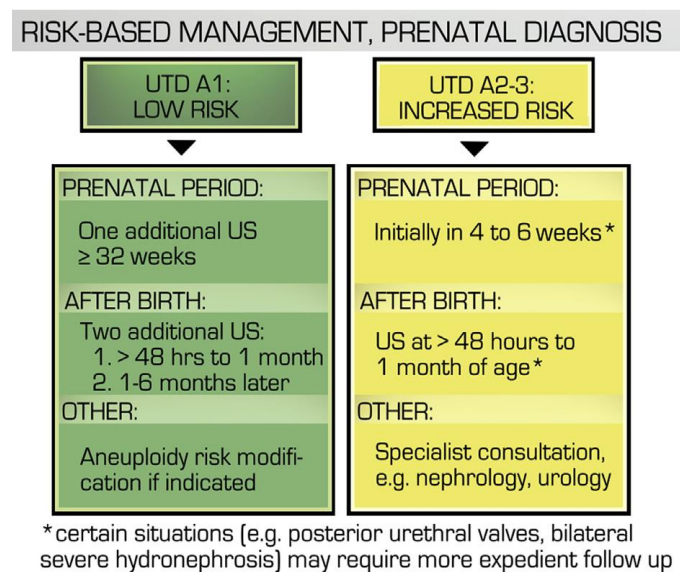 RISK-BASED MANAGEMENT, PRENATAL DIAGNOSIS
UTD A1:
LOW RISK
PRENATAL PERIOD:
One additional US
≥ 32 weeks
AFTER BIRTH:
Two additional US:
1. > 48 hrs to 1 month
2. 1-6 months later
OTHER:
Aneuploidy risk modifi-
cation if indicated
UTD A2-3:
INCREASED RISK
PRENATAL PERIOD:
Initially in 4 to 6 weeks*
AFTER BIRTH:
US at > 48 hours to
1 month of age*
OTHER:
Specialist consultation,
e.g. nephrology, urology
*certain situations (e.g. posterior urethral valves, bilateral
severe hydronephrosis) may require more expedient follow up